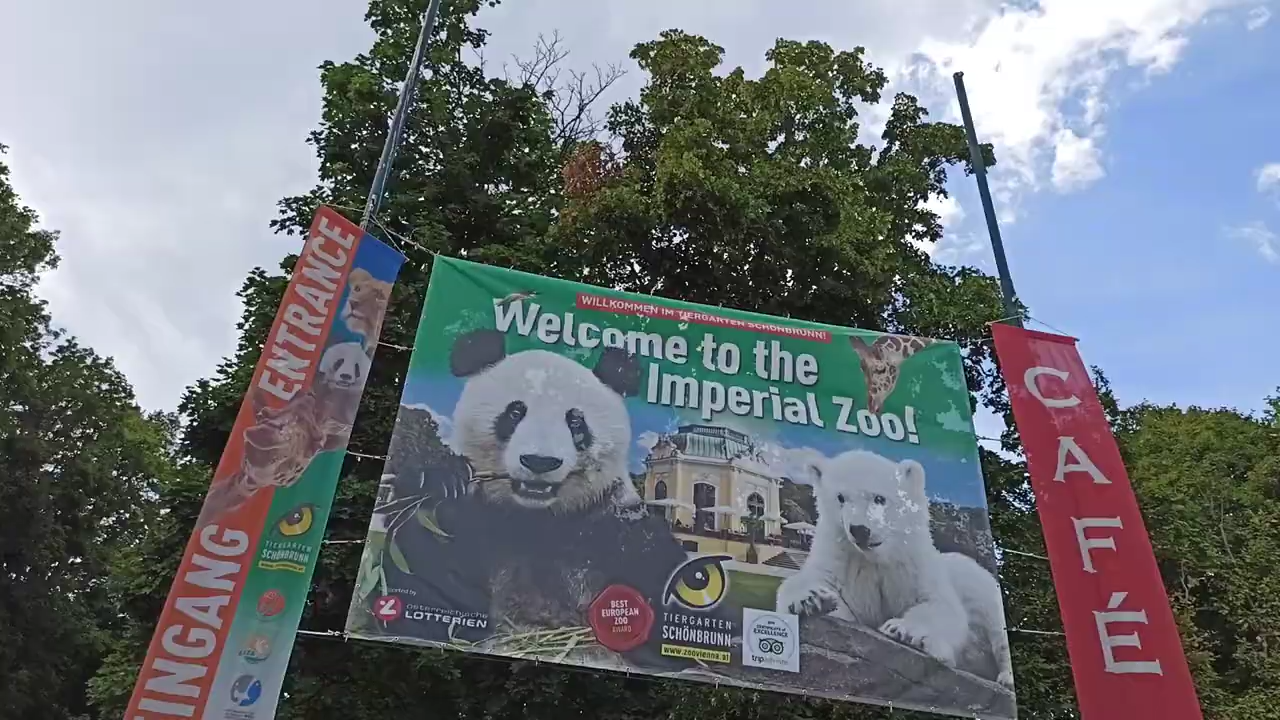 ENTRANCE
EINGANG
TIERGARTEN
SCHÖNBRUNN
WILLKOMMEN IM TIERGARTEN SCHÖNBRUNN!
Welcome to the
Imperial Zoo!
österreichische
LOTTERIEN
BEST
EUROPEAN
ZOO
AWARD
TIERGARTEN
SCHÖNBRUNN
www.zoovienna.at
CERTIFICATE of
EXCELLENCE
tripadvisor
CAFÉ